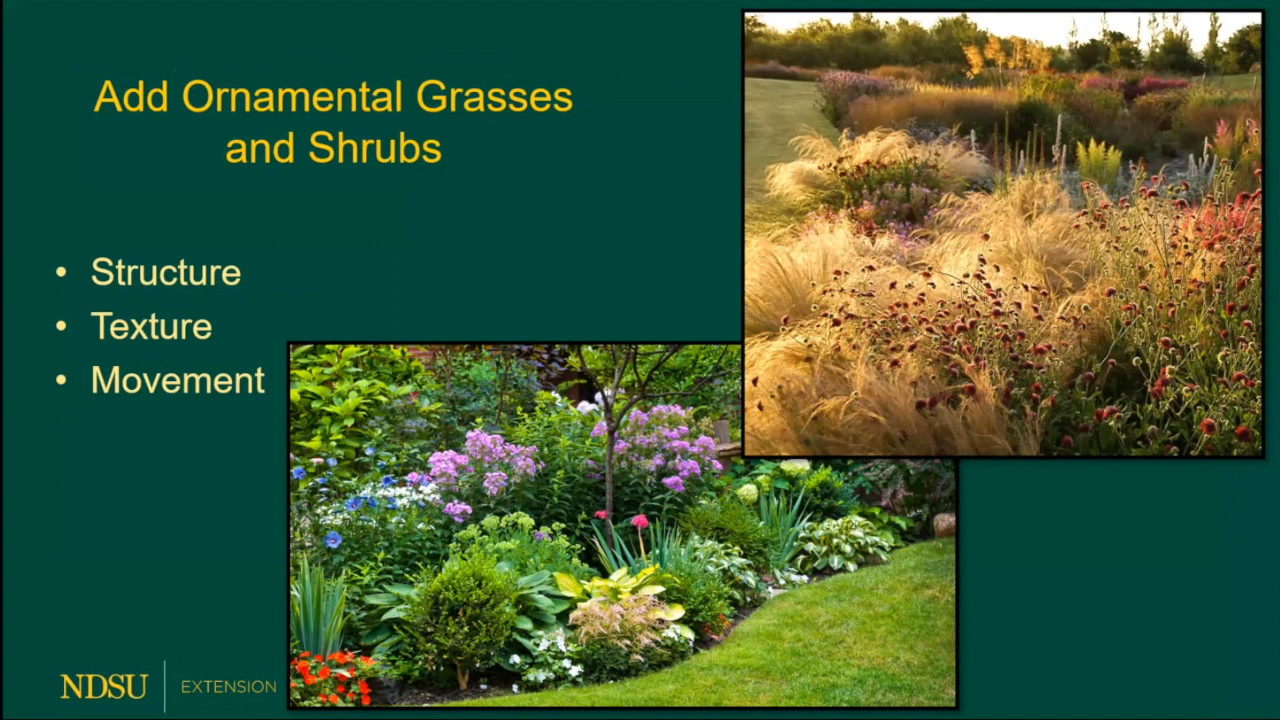 Add Ornamental Grasses
and Shrubs
• Structure
• Texture
• Movement
NDSU EXTENSION